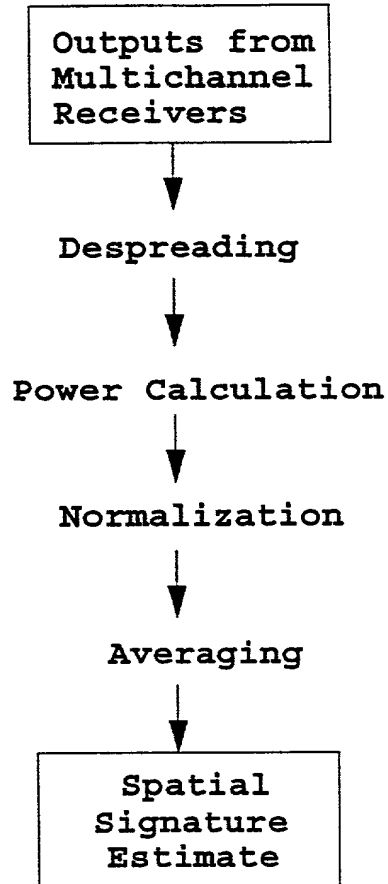 Outputs from
Multichannel
Receivers
Despreading
Power Calculation
Normalization
Averaging
Spatial
Signature
Estimate